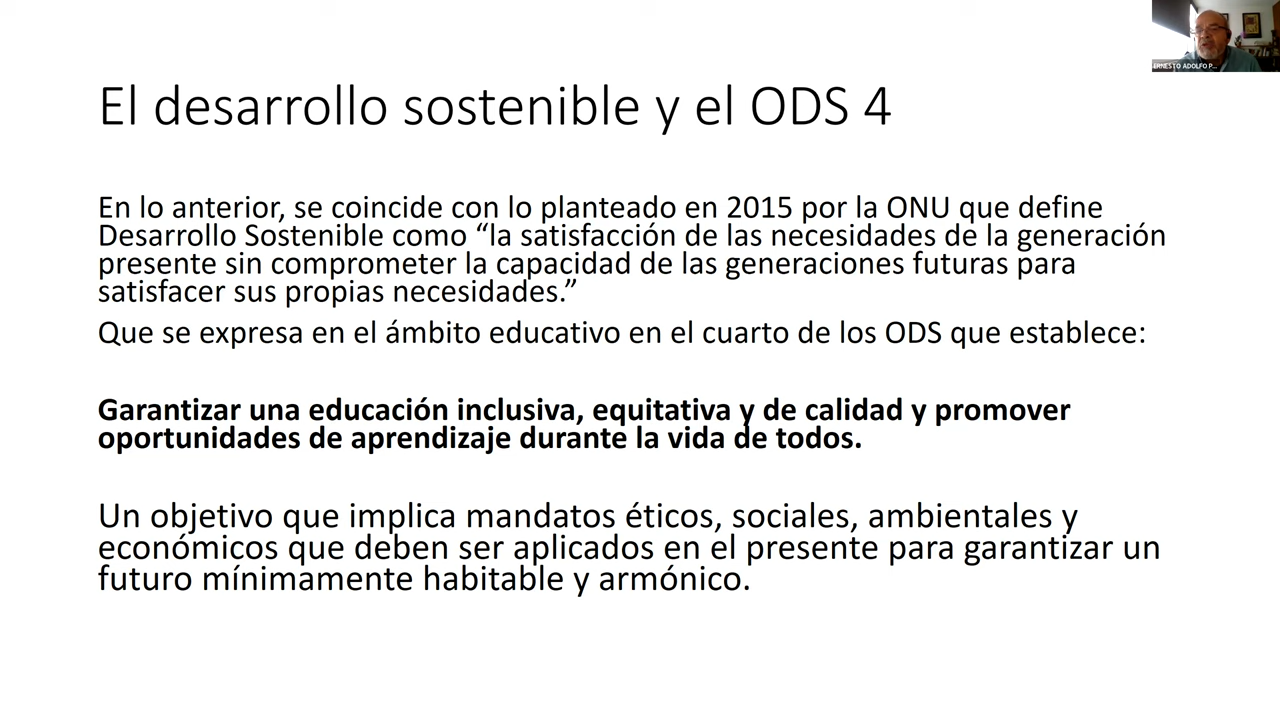 ERNESTO ADOLFO P...
El desarrollo sostenible y el ODS 4
En lo anterior, se coincide con lo planteado en 2015 por la ONU que define
Desarrollo Sostenible como “la satisfacción de las necesidades de la generación
presente sin comprometer la capacidad de las generaciones futuras para
satisfacer sus propias necesidades.”
Que se expresa en el ámbito educativo en el cuarto de los ODS que establece:
Garantizar una educación inclusiva, equitativa y de calidad y promover
oportunidades de aprendizaje durante la vida de todos.
Un objetivo que implica mandatos éticos, sociales, ambientales y
económicos que deben ser aplicados en el presente para garantizar un
futuro mínimamente habitable y armónico.